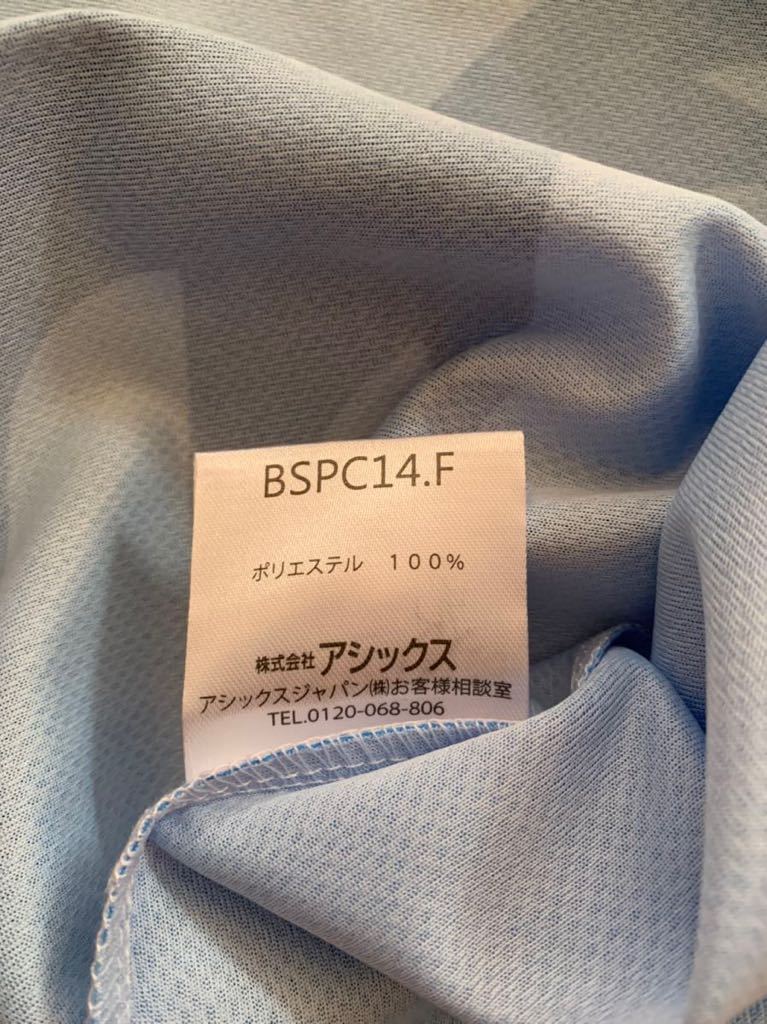 BSPC14.F
ポリエステル　１００％
株式会社アシックス
アシックスジャパン(株)お客様相談室
TEL.0120-068-806